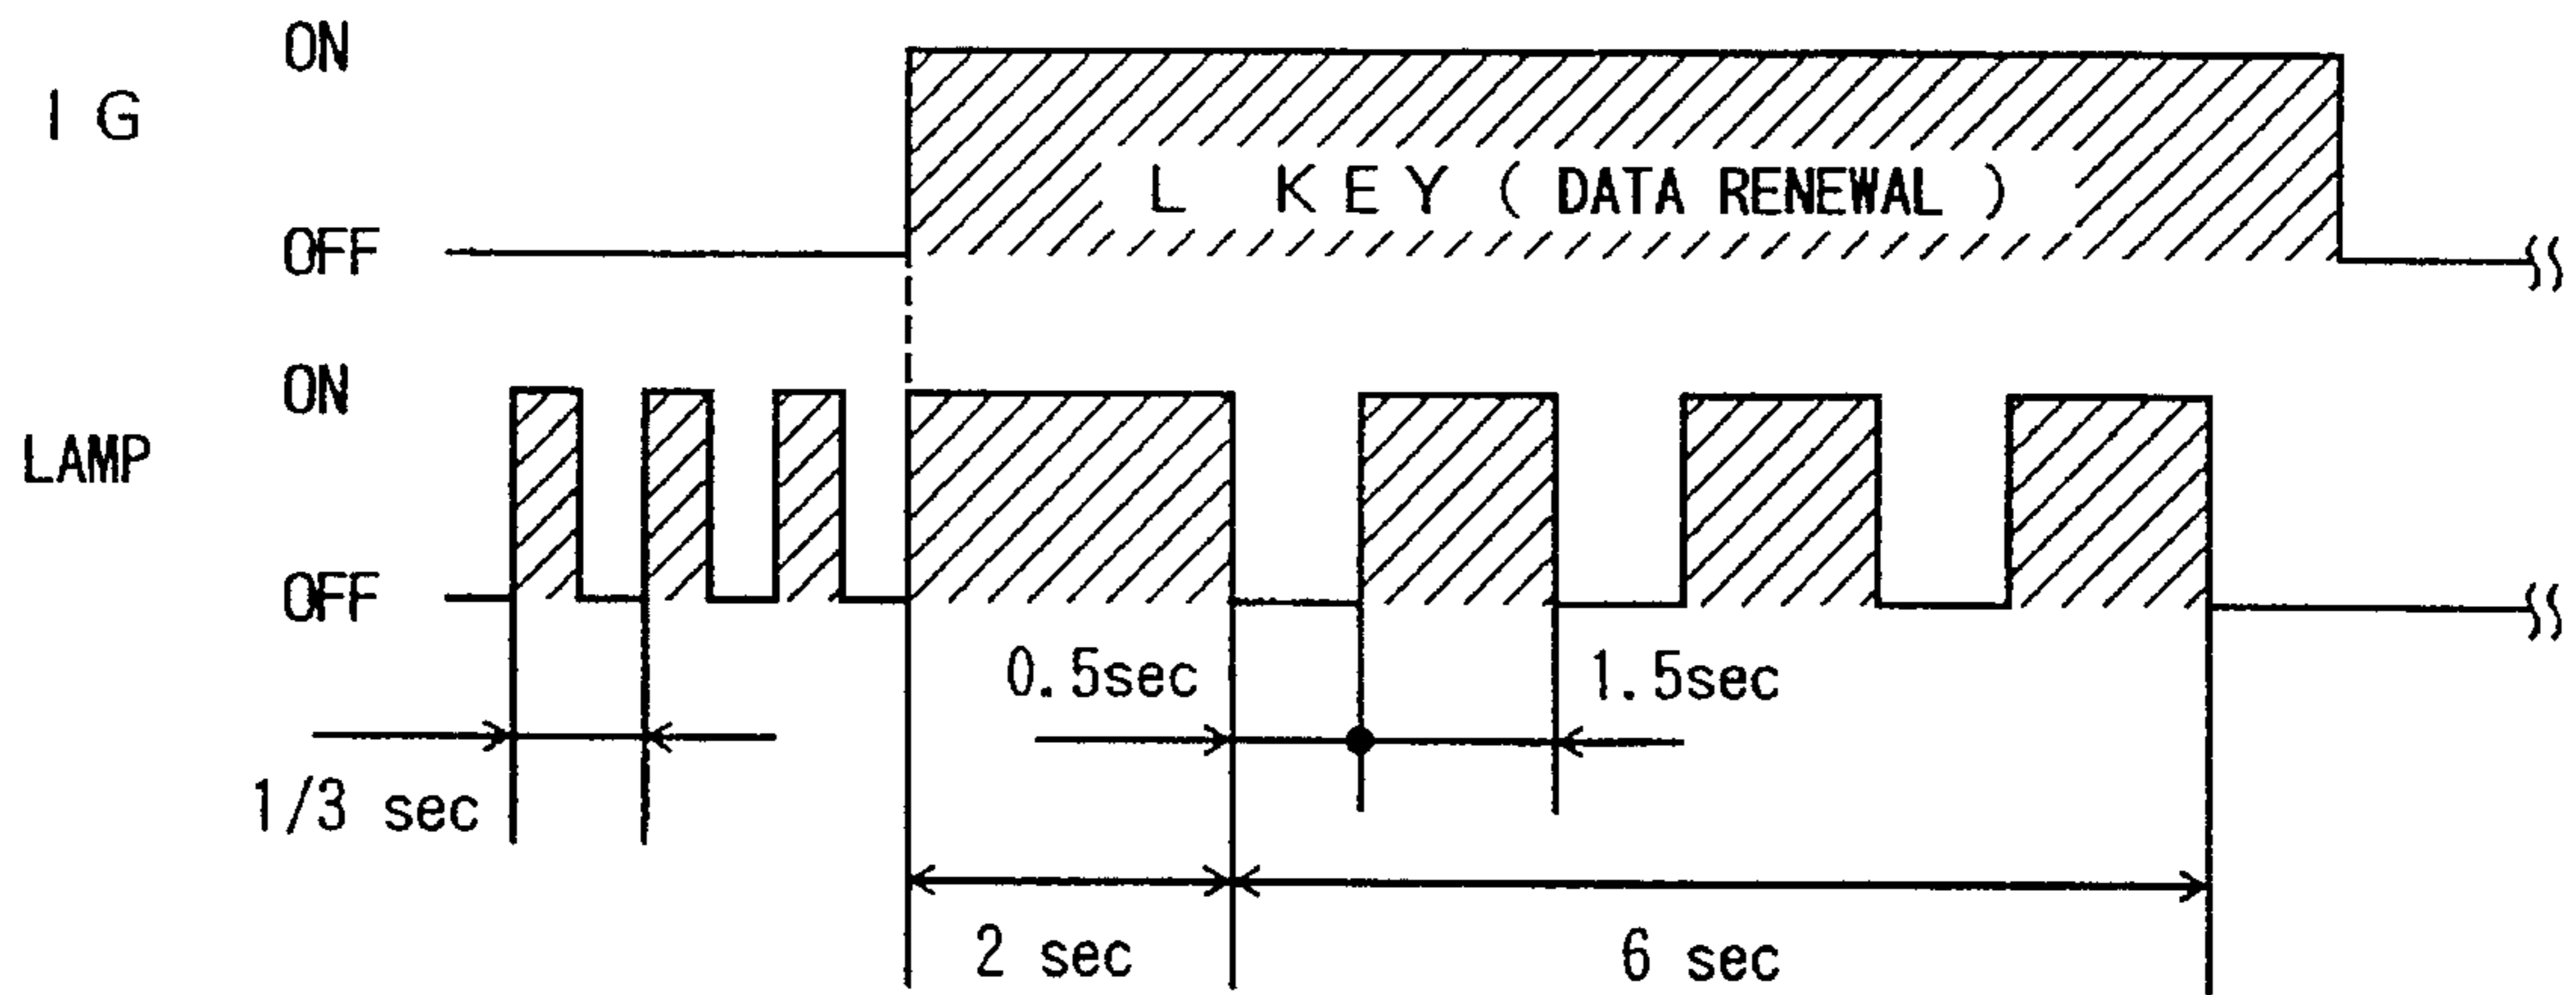 ON
I G
L KEY ( DATA RENEWAL )
OFF
ON
LAMP
OFF
0.5sec
1.5sec
1/3 sec
2 sec
6 sec